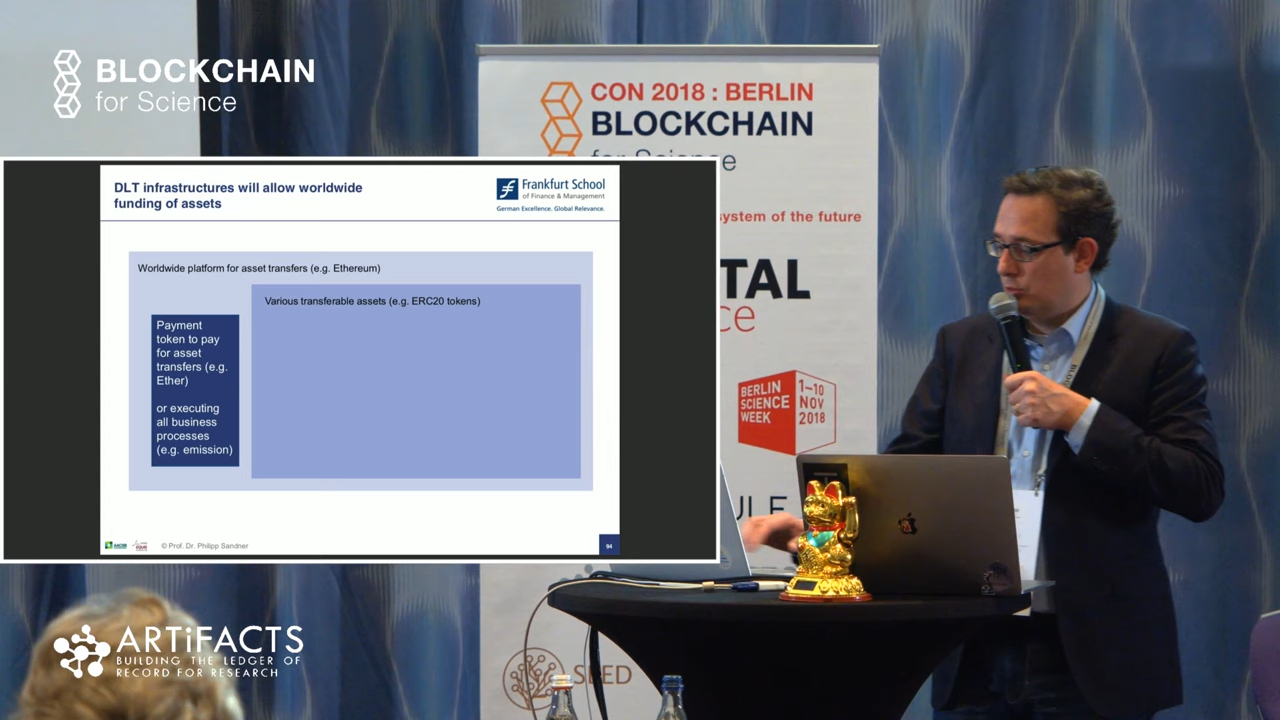 BLOCKCHAIN
for Science
CON 2018 : BERLIN
BLOCKCHAIN
for Science
system of the future
TAL
ce
BERLIN
SCIENCE
WEEK
1–10
NOV
2018
DLT infrastructures will allow worldwide
funding of assets
Frankfurt School
of Finance & Management
German Excellence. Global Relevance.
Worldwide platform for asset transfers (e.g. Ethereum)
Various transferable assets (e.g. ERC20 tokens)
Payment
token to pay
for asset
transfers (e.g.
Ether)
or executing
all business
processes
(e.g. emission)
© Prof. Dr. Philipp Sandner
94
ARTiFACTS
BUILDING THE LEDGER OF
RECORD FOR RESEARCH